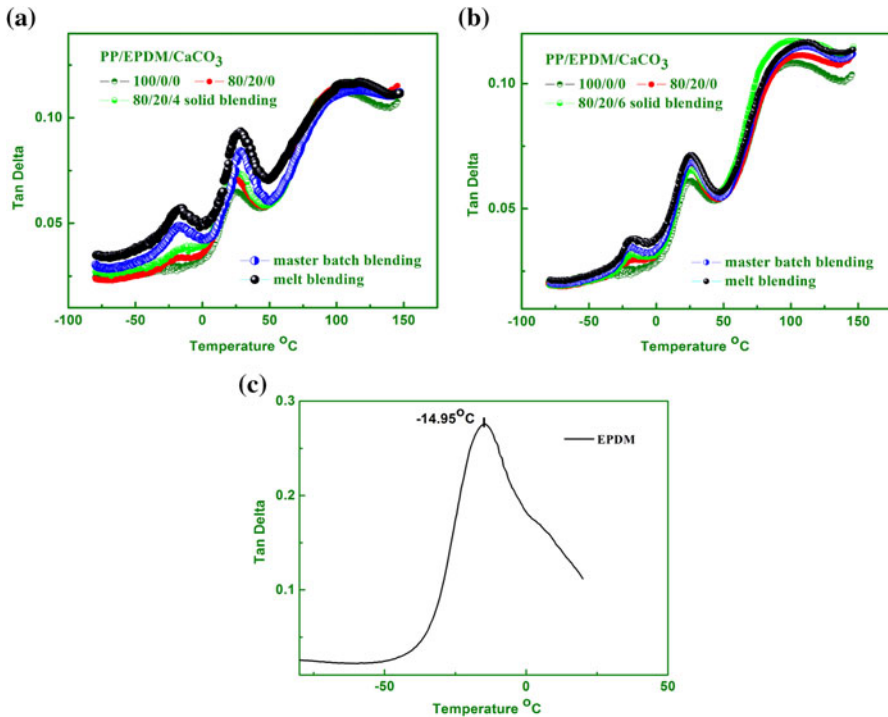 (a)
PP/EPDM/CaCO3
100/0/0 80/20/0
80/20/4 solid blending
master batch blending
melt blending
0.10
0.05
Tan Delta
-100 -50 0 50 100 150
Temperature OC
(b)
PP/EPDM/CaCO3
100/0/0 80/20/0
80/20/6 solid blending
master batch blending
melt blending
0.10
0.05
Tan Delta
-100 -50 0 50 100 150
Temperature OC
(c)
-14.95OC
EPDM
0.3
0.2
0.1
Tan Delta
-50 0 50
Temperature OC